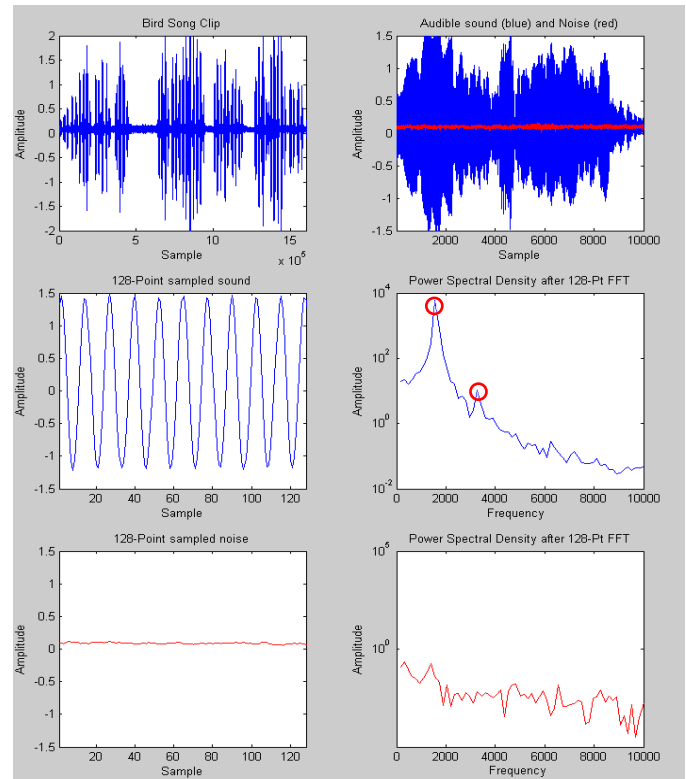 Bird Song Clip
2
1.5
1
0.5
0
-0.5
-1
-1.5
-2
Amplitude
0 5 10 15
Sample
x 10^5
Audible sound (blue) and Noise (red)
1.5
1
0.5
0
-0.5
-1
-1.5
Amplitude
2000 4000 6000 8000 10000
Sample
128-Point sampled sound
1.5
1
0.5
0
-0.5
-1
-1.5
Amplitude
20 40 60 80 100 120
Sample
Power Spectral Density after 128-Pt FFT
10^4
10^2
10^0
10^-2
Amplitude
0 2000 4000 6000 8000 10000
Frequency
128-Point sampled noise
1.5
1
0.5
0
-0.5
-1
-1.5
Amplitude
20 40 60 80 100 120
Sample
Power Spectral Density after 128-Pt FFT
10^5
10^0
Amplitude
0 2000 4000 6000 8000 10000
Frequency